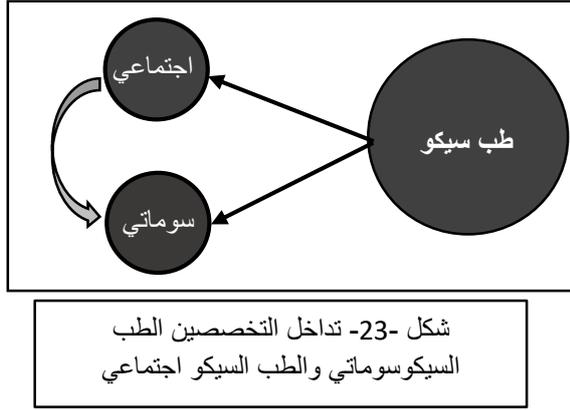 اجتماعي
طب سيكو
سوماتي
شكل -23- تداخل التخصصين الطب
السيكوسوماتي والطب السيكو اجتماعي